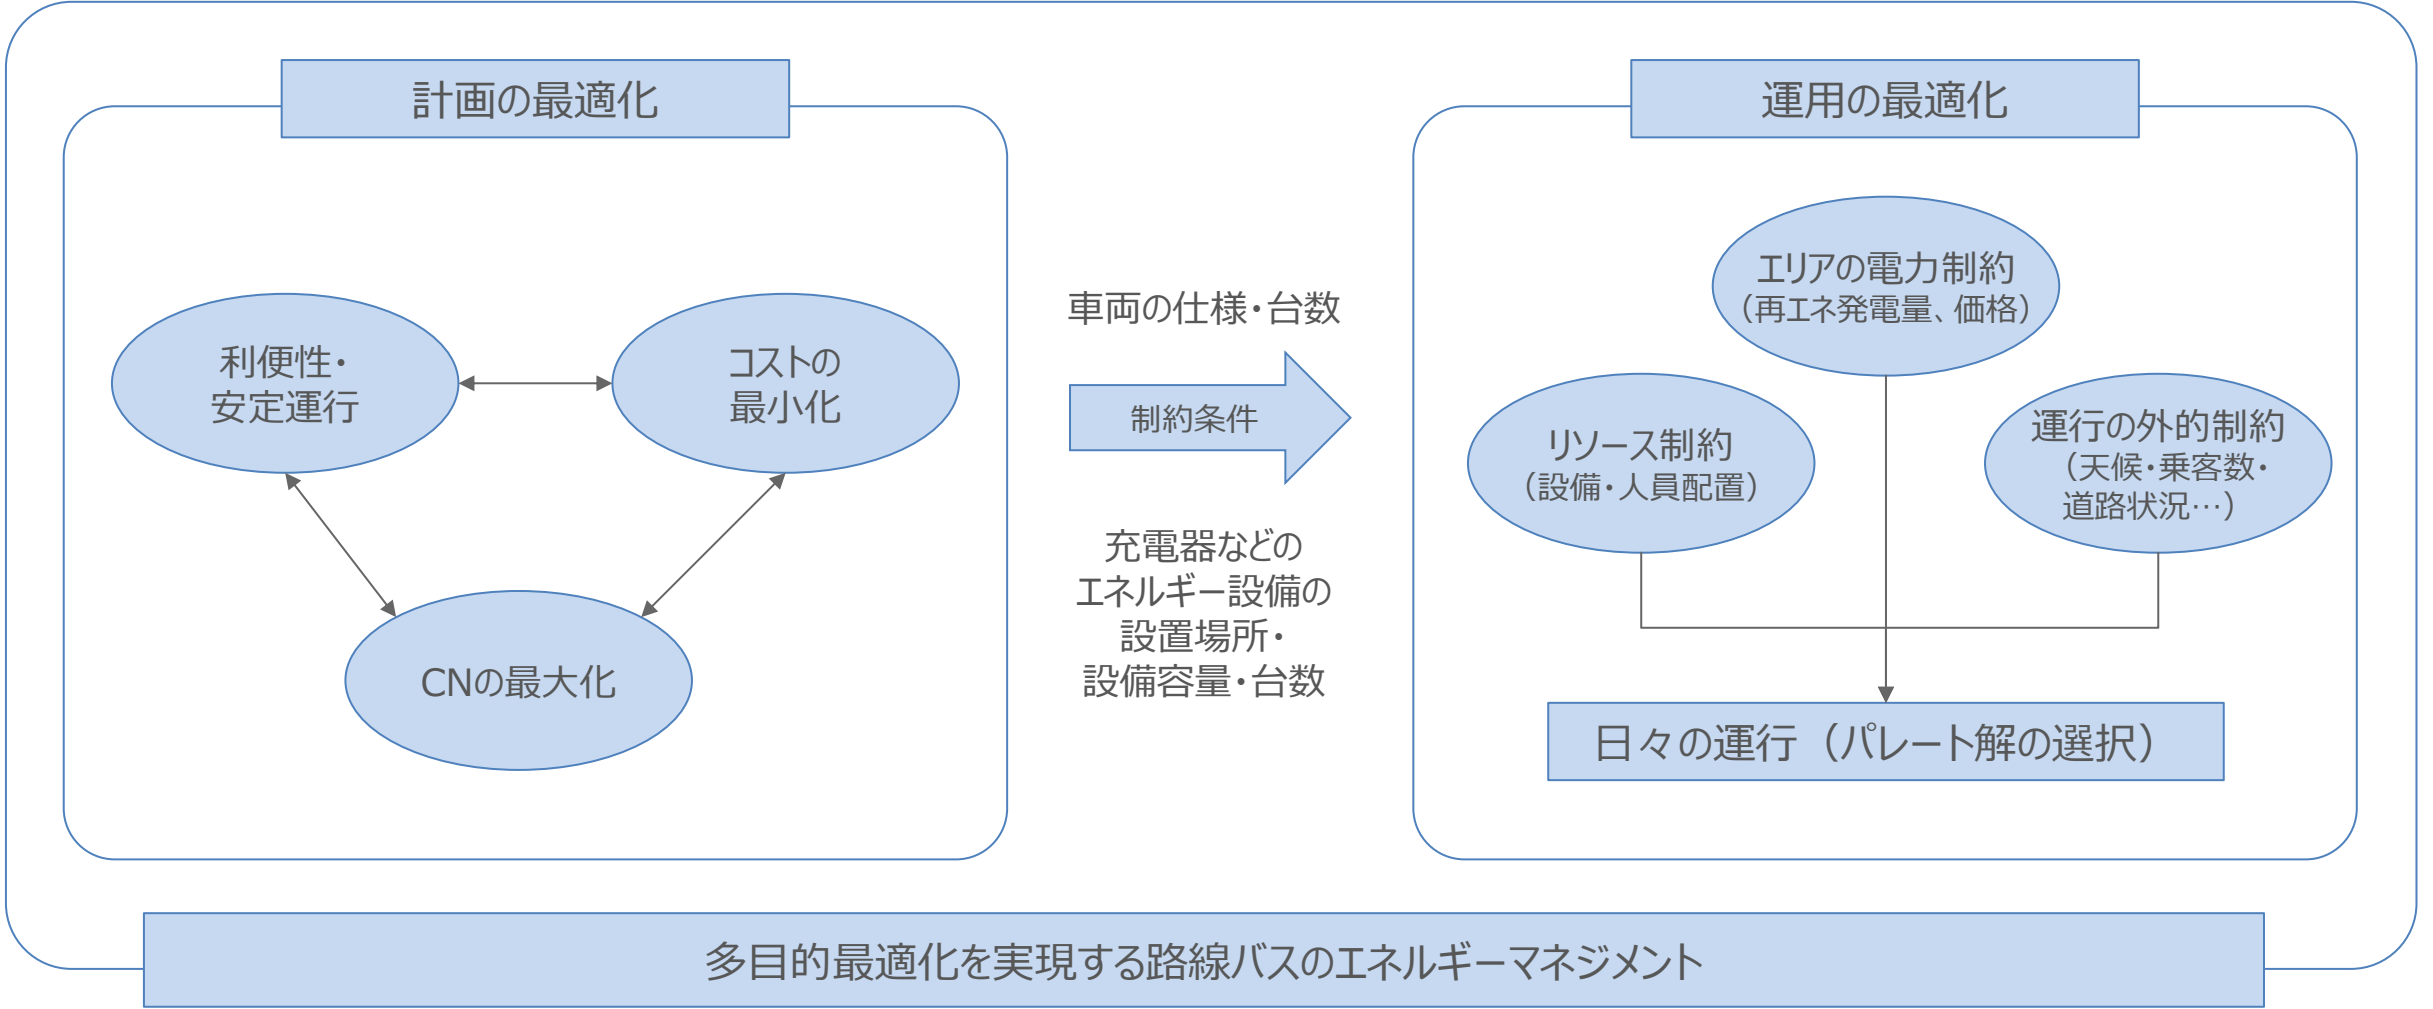 計画の最適化
利便性・
安定運行
コストの
最小化
CNの最大化
車両の仕様・台数
制約条件
充電器などの
エネルギー設備の
設置場所・
設備容量・台数
運用の最適化
エリアの電力制約
（再エネ発電量、価格）
リソース制約
（設備・人員配置）
運行の外的制約
（天候・乗客数・
道路状況…）
日々の運行（パレート解の選択）
多目的最適化を実現する路線バスのエネルギーマネジメント